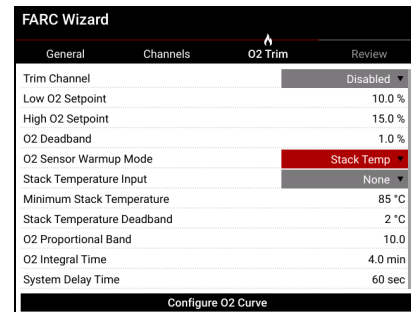 FARC Wizard
General Channels O2 Trim Review
Trim Channel Disabled
Low O2 Setpoint 10.0 %
High O2 Setpoint 15.0 %
O2 Deadband 1.0 %
O2 Sensor Warmup Mode Stack Temp
Stack Temperature Input None
Minimum Stack Temperature 85 °C
Stack Temperature Deadband 2 °C
O2 Proportional Band 10.0
O2 Integral Time 4.0 min
System Delay Time 60 sec
Configure O2 Curve